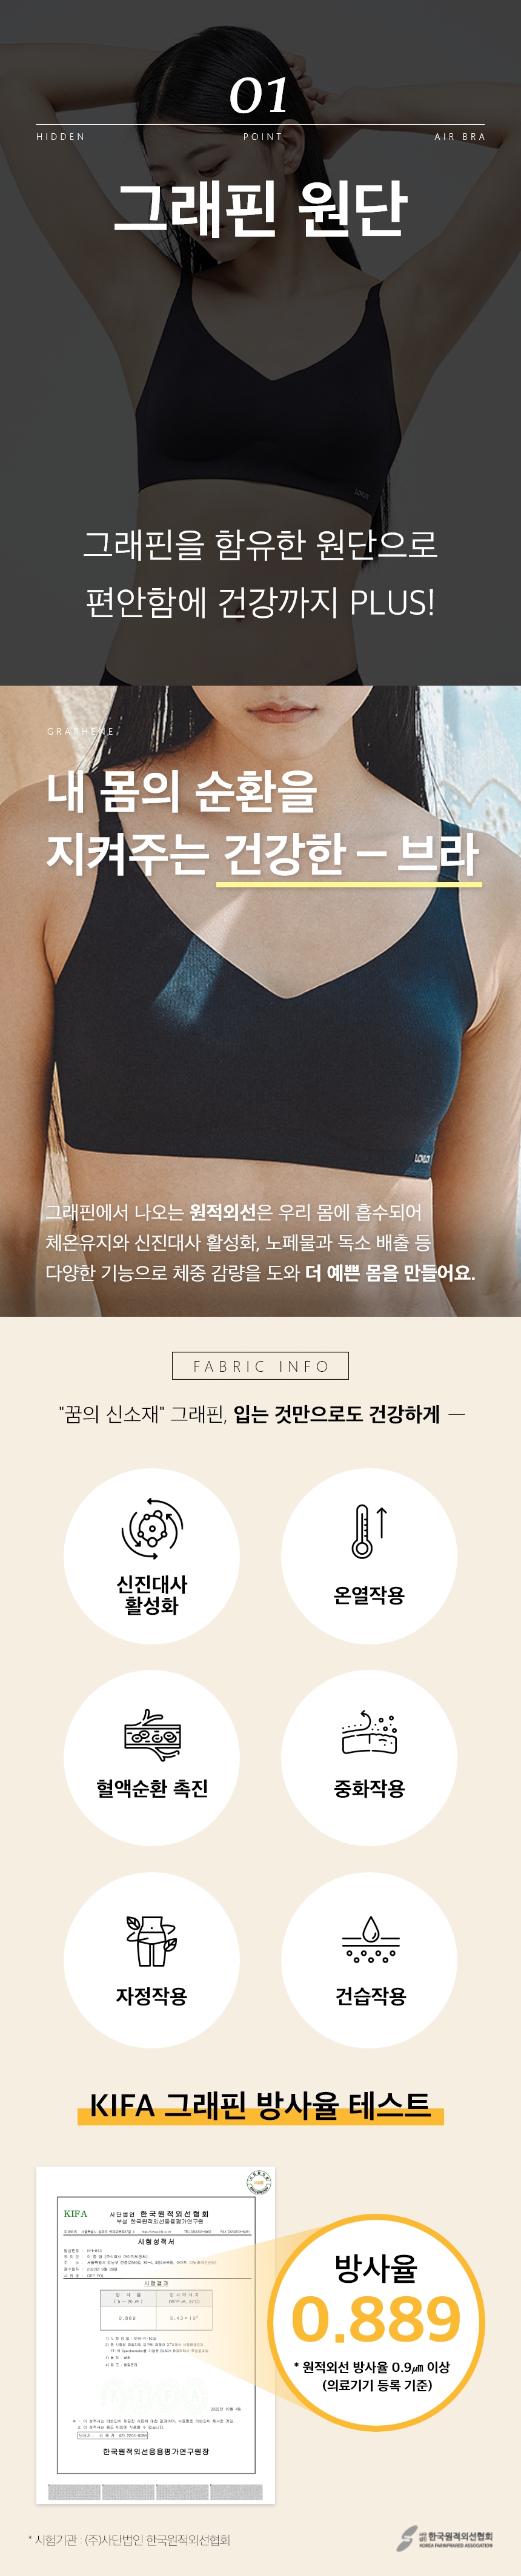 01
HIDDEN
POINT
AIR BRA
그래핀 원단
그래핀을 함유한 원단으로
편안함에 건강까지 PLUS!
GRAPHENE
내 몸의 순환을
지켜주는 건강한 – 브라
그래핀에서 나오는 원적외선은 우리 몸에 흡수되어
체온유지와 신진대사 활성화, 노폐물과 독소 배출 등
다양한 기능으로 체중 감량을 도와 더 예쁜 몸을 만들어요.
FABRIC INFO
"꿈의 신소재" 그래핀, 입는 것만으로도 건강하게 —
신진대사
활성화
온열작용
혈액순환 촉진
중화작용
자정작용
건습작용
KIFA 그래핀 방사율 테스트
KIFA
사단법인 한국원적외선협회
부설 한국원적외선응용평가연구원
시험성적서
시험결과
한국원적외선응용평가연구원장
방사율
0.889
* 원적외선 방사율 0.9㎛ 이상
(의료기기 등록 기준)
* 시험기관 : (주)사단법인 한국원적외선협회
한국원적외선협회
KOREA FARINFRARED ASSOCIATION